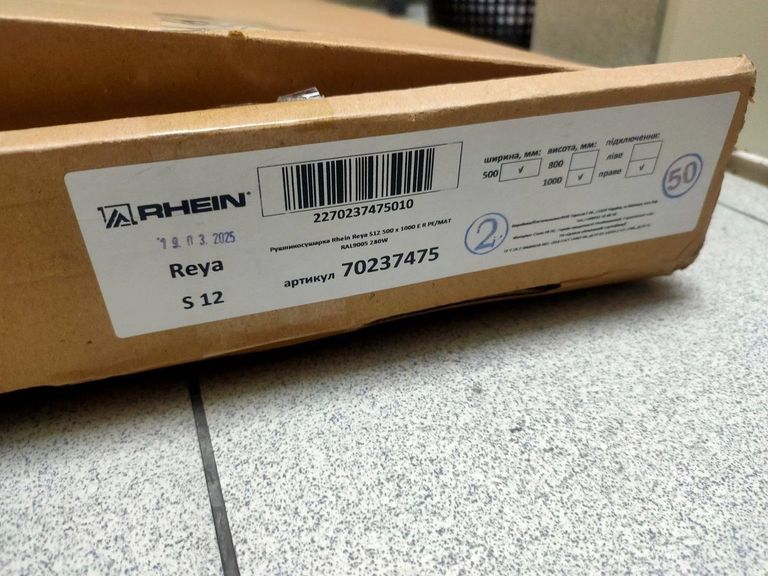 RHEIN®
19.03.2025
Reya
S 12
2270237475010
Рушникосушарка Rhein Reya S12 500 x 1000 E R PE/MAT
RAL9005 280W
артикул 70237475
ширина, мм: висота, мм: підключення:
500 √ 800 ліве
1000 √ праве √
2
50